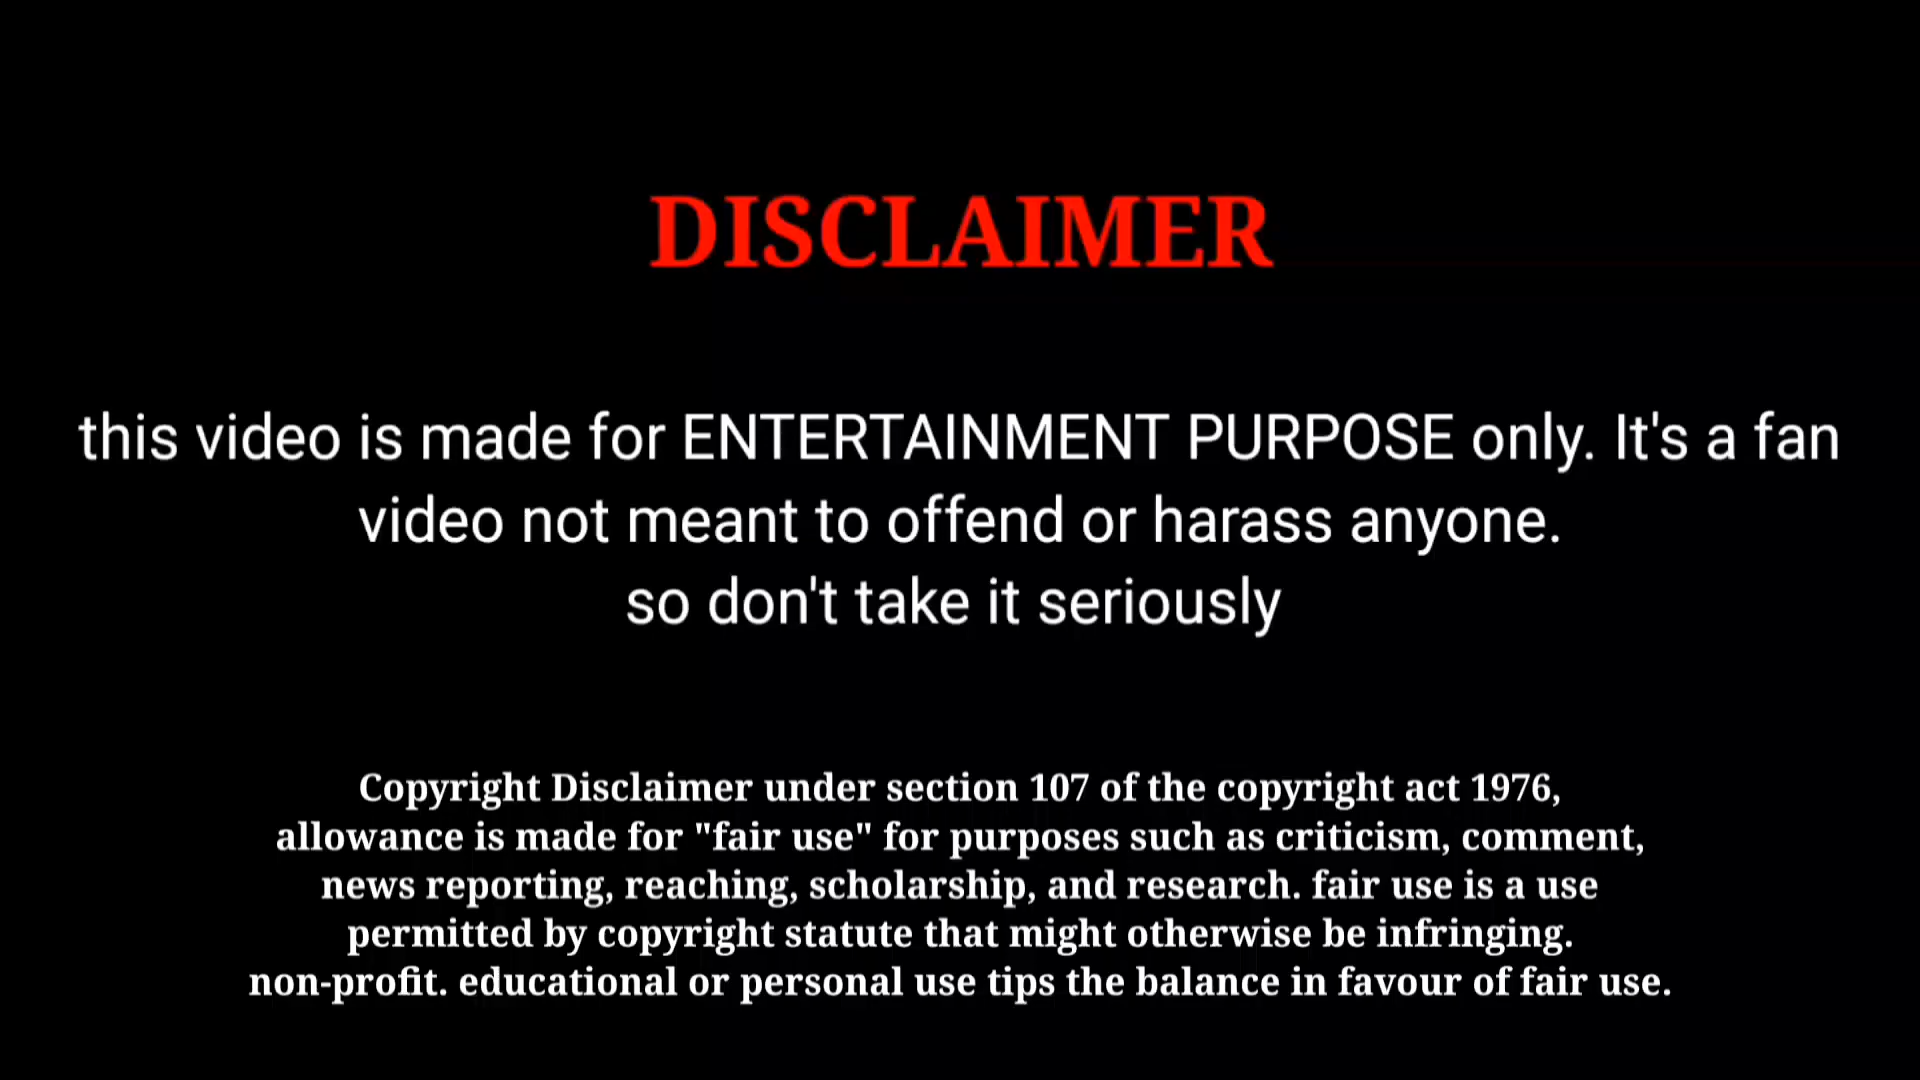 DISCLAIMER
this video is made for ENTERTAINMENT PURPOSE only. It's a fan
video not meant to offend or harass anyone.
so don't take it seriously
Copyright Disclaimer under section 107 of the copyright act 1976,
allowance is made for "fair use" for purposes such as criticism, comment,
news reporting, reaching, scholarship, and research. fair use is a use
permitted by copyright statute that might otherwise be infringing.
non-profit. educational or personal use tips the balance in favour of fair use.